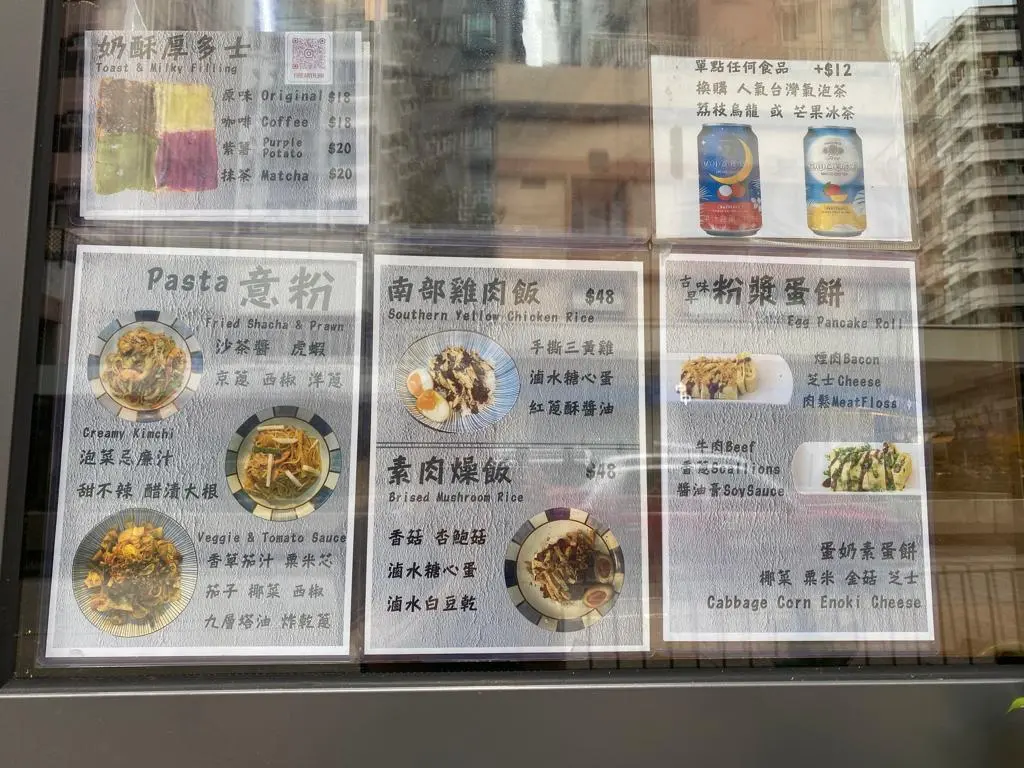 奶酥厚多士
Toast & Milky Filling
原味 Original $18
咖啡 Coffee $18
紫薯 Purple Potato $20
抹茶 Matcha $20
單點任何食品 +$12
換購 人氣台灣氣泡茶
荔枝烏龍 或 芒果冰茶
Pasta 意粉
Fried Shacha & Prawn
沙茶醬 虎蝦
京蔥 西椒 洋蔥
Creamy Kimchi
泡菜忌廉汁
甜不辣 醋漬大根
Veggie & Tomato Sauce
香草茄汁 粟米芯
茄子 椰菜 西椒
九層塔油 炸乾蔥
南部雞肉飯 $48
Southern Yellow Chicken Rice
手撕三黃雞
滷水糖心蛋
紅蔥酥醬油
素肉燥飯 $48
Brised Mushroom Rice
香菇 杏鮑菇
滷水糖心蛋
滷水白豆乾
古早味 粉漿蛋餅
Egg Pancake Roll
煙肉Bacon
芝士Cheese
肉鬆MeatFloss
牛肉Beef
香蔥Scallions
醬油膏SoySauce
蛋奶素蛋餅
椰菜 粟米 金菇 芝士
Cabbage Corn Enoki Cheese